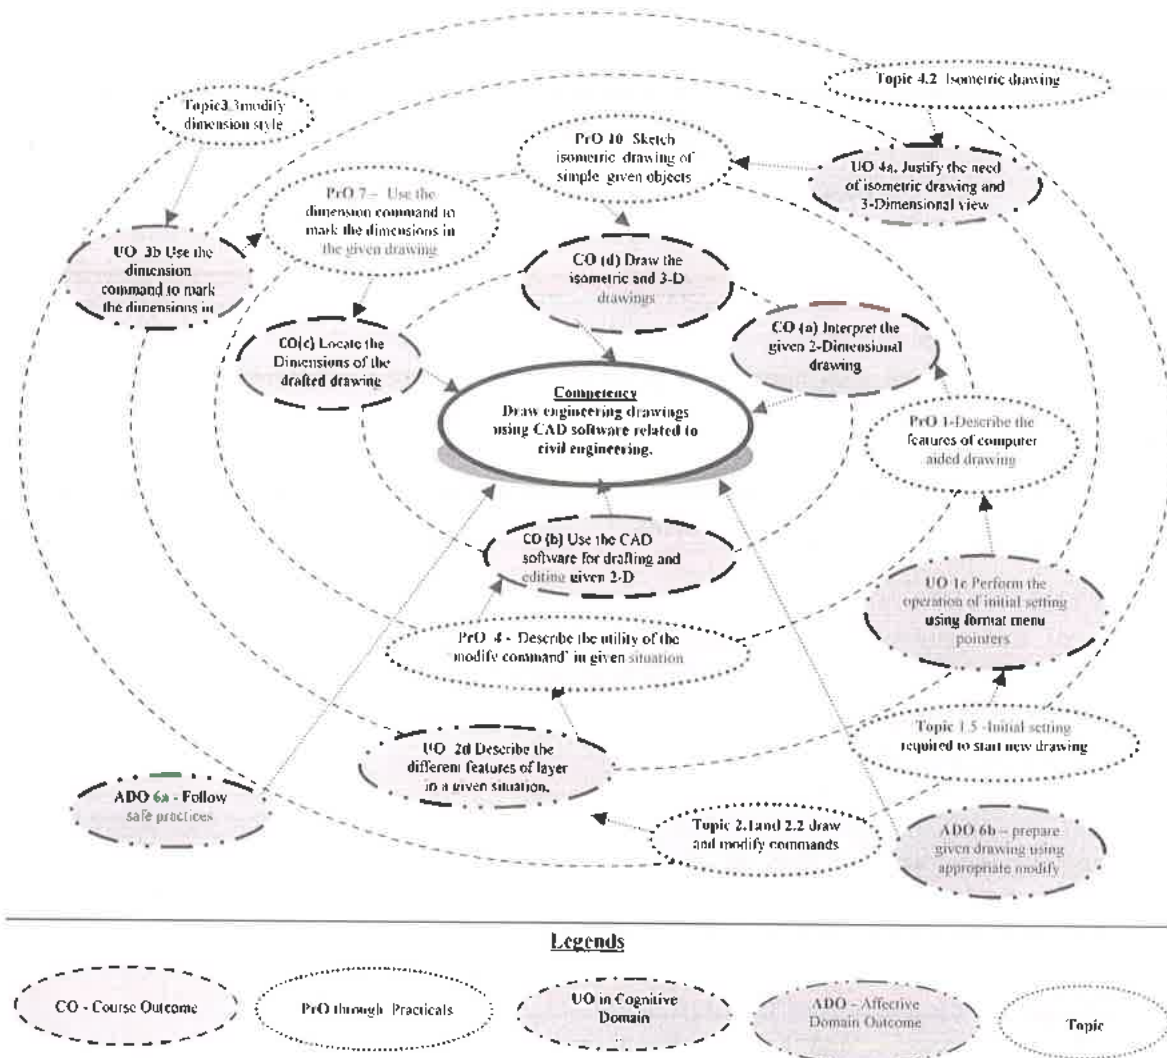 Topic 4.2 Isometric drawing
Topic3.3modify
dimension style
PrO 10- Sketch
isometric drawing of
simple given objects
UO 4a. Justify the need
of isometric drawing and
3-Dimensional view
PrO 7 - Use the
dimension command to
mark the dimensions in
the given drawing
UO 3b Use the
dimension
command to mark
the dimensions in
CO (d) Draw the
isometric and 3-D
drawings
CO (a) Interpret the
given 2-Dimensional
drawing
CO(c) Locate the
Dimensions of the
drafted drawing
Competency
Draw engineering drawings
using CAD software related to
civil engineering.
PrO 1-Describe the
features of computer
aided drawing
CO (b) Use the CAD
software for drafting and
editing given 2-D
UO 1c Perform the
operation of initial setting
using format menu
pointers
PrO 4 - Describe the utility of the
'modify command' in given situation
Topic 1.5 -Initial setting
required to start new drawing
UO 2d Describe the
different features of layer
in a given situation.
ADO 6a - Follow
safe practices
Topic 2.1and 2.2 draw
and modify commands
ADO 6b – prepare
given drawing using
appropriate modify
Legends
CO - Course Outcome
PrO through Practicals
UO in Cognitive
Domain
ADO – Affective
Domain Outcome
Topic